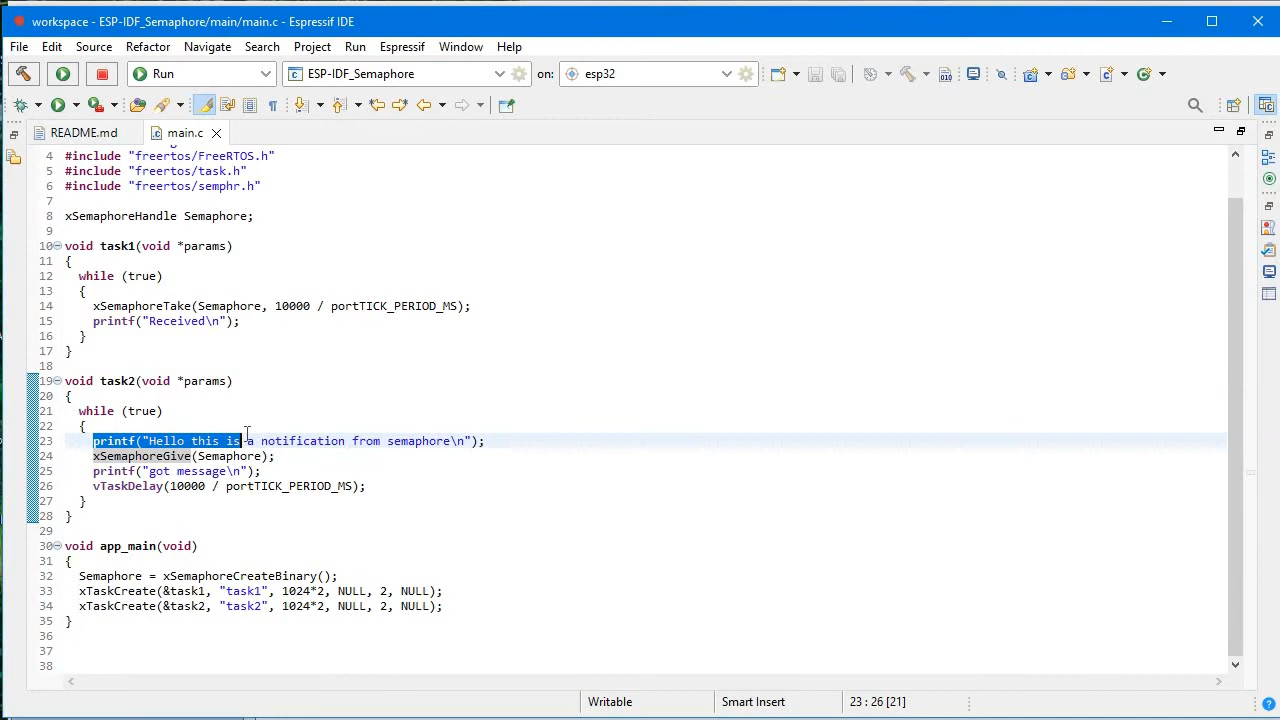 workspace - ESP-IDF_Semaphore/main/main.c - Espressif IDE
File Edit Source Refactor Navigate Search Project Run Espressif Window Help
Run ESP-IDF_Semaphore on: esp32
README.md main.c
4 #include "freertos/FreeRTOS.h"
5 #include "freertos/task.h"
6 #include "freertos/semphr.h"
7
8 xSemaphoreHandle Semaphore;
9
10 void task1(void *params)
11 {
12 while (true)
13 {
14 xSemaphoreTake(Semaphore, 10000 / portTICK_PERIOD_MS);
15 printf("Received\n");
16 }
17 }
18
19 void task2(void *params)
20 {
21 while (true)
22 {
23 printf("Hello this is a notification from semaphore\n");
24 xSemaphoreGive(Semaphore);
25 printf("got message\n");
26 vTaskDelay(10000 / portTICK_PERIOD_MS);
27 }
28 }
29
30 void app_main(void)
31 {
32 Semaphore = xSemaphoreCreateBinary();
33 xTaskCreate(&task1, "task1", 1024*2, NULL, 2, NULL);
34 xTaskCreate(&task2, "task2", 1024*2, NULL, 2, NULL);
35 }
36
37
38
Writable Smart Insert 23 : 26 [21]